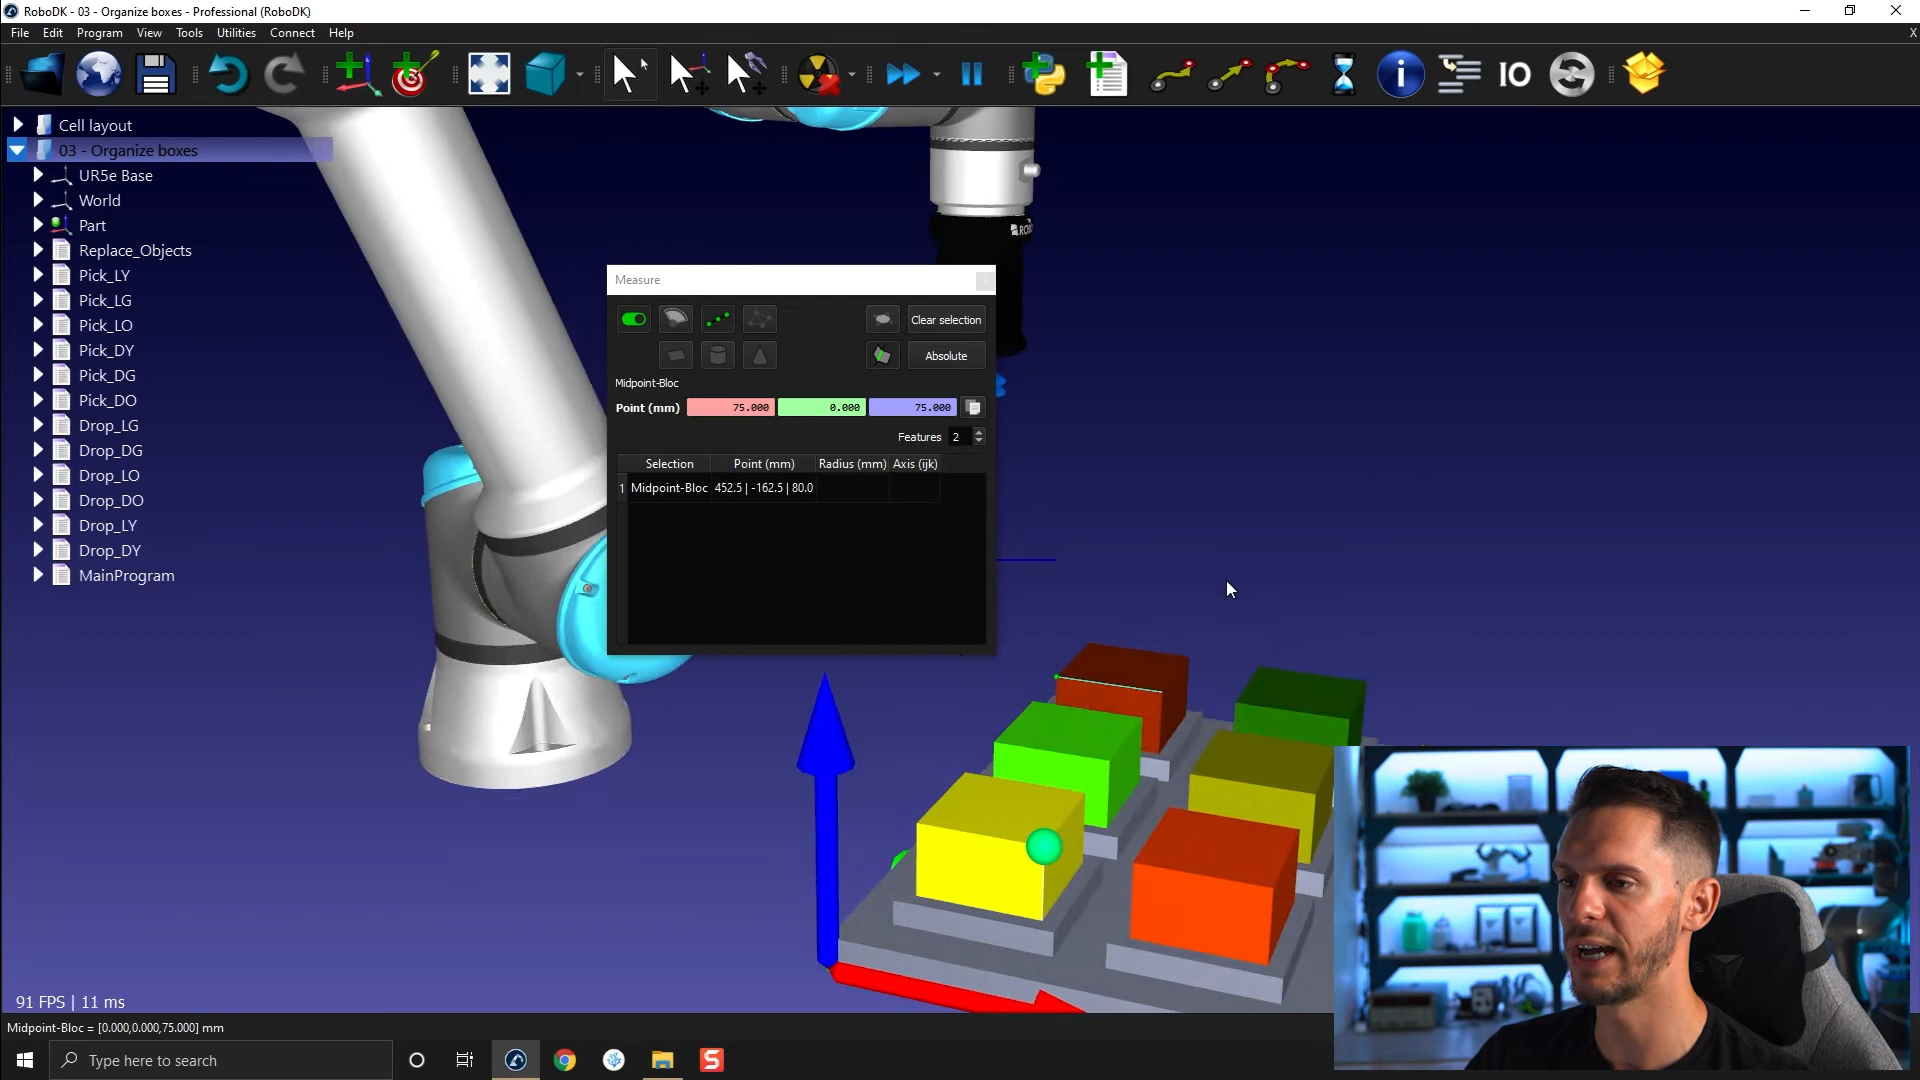 RoboDK - 03 - Organize boxes - Professional (RoboDK)
File Edit Program View Tools Utilities Connect Help
X
IO
Cell layout
03 - Organize boxes
UR5e Base
World
Part
Replace_Objects
Pick_LY
Pick_LG
Pick_LO
Pick_DY
Pick_DG
Pick_DO
Drop_LG
Drop_DG
Drop_LO
Drop_DO
Drop_LY
Drop_DY
MainProgram
Measure
Clear selection
Absolute
Midpoint-Bloc
Point (mm) 75.000 0.000 75.000
Features 2
Selection Point (mm) Radius (mm) Axis (ijk)
1 Midpoint-Bloc 452.5 | -162.5 | 80.0
91 FPS | 11 ms
Midpoint-Bloc = [0.000,0.000,75.000] mm
Type here to search
S